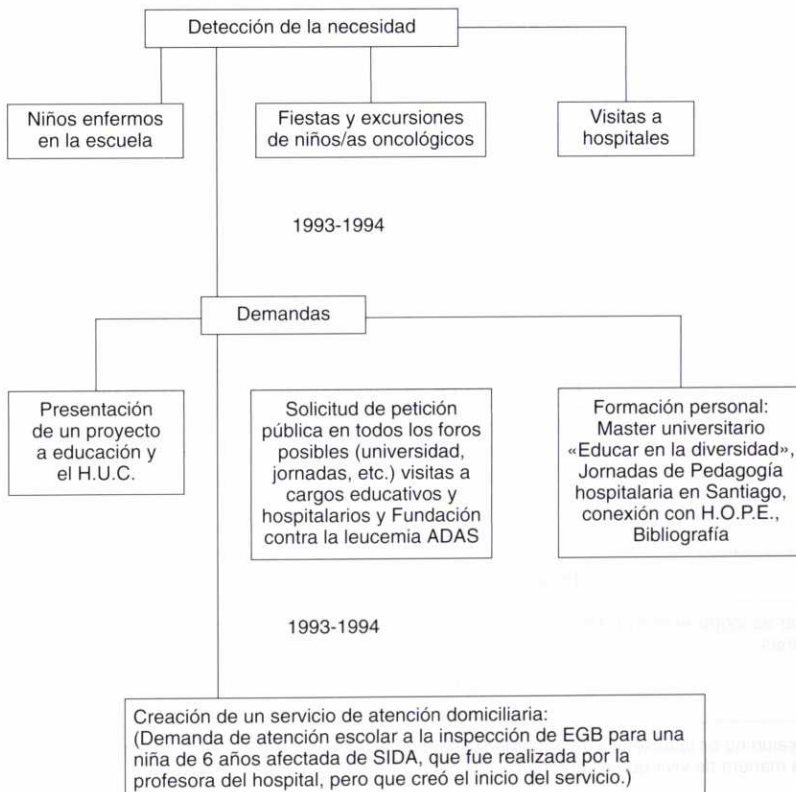 Detección de la necesidad
Niños enfermos
en la escuela
Fiestas y excursiones
de niños/as oncológicos
Visitas a
hospitales
1993-1994
Demandas
Presentación
de un proyecto
a educación y
el H.U.C.
Solicitud de petición
pública en todos los foros
posibles (universidad,
jornadas, etc.) visitas a
cargos educativos y
hospitalarios y Fundación
contra la leucemia ADAS
Formación personal:
Master universitario
«Educar en la diversidad»,
Jornadas de Pedagogía
hospitalaria en Santiago,
conexión con H.O.P.E.,
Bibliografía
1993-1994
Creación de un servicio de atención domiciliaria:
(Demanda de atención escolar a la inspección de EGB para una
niña de 6 años afectada de SIDA, que fue realizada por la
profesora del hospital, pero que creó el inicio del servicio.)